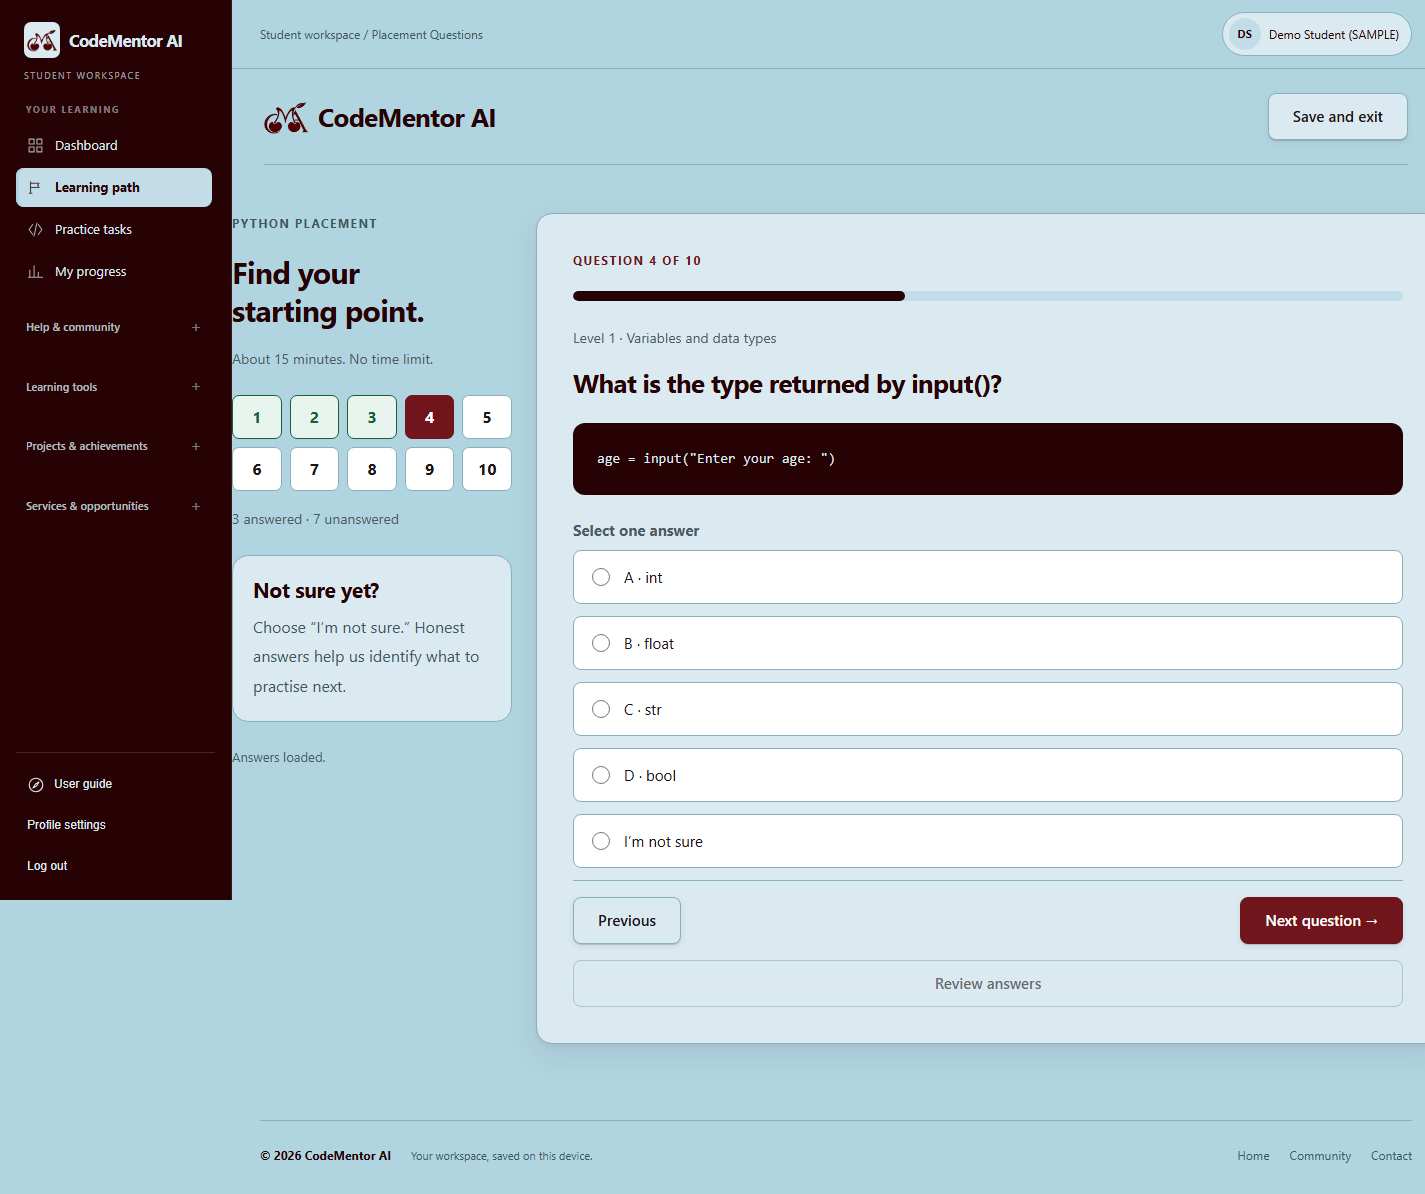 CodeMentor AI
STUDENT WORKSPACE
YOUR LEARNING
Dashboard
Learning path
Practice tasks
My progress
Help & community +
Learning tools +
Projects & achievements +
Services & opportunities +
User guide
Profile settings
Log out
Student workspace / Placement Questions
DS Demo Student (SAMPLE)
CodeMentor AI
Save and exit
PYTHON PLACEMENT
Find your
starting point.
About 15 minutes. No time limit.
1 2 3 4 5
6 7 8 9 10
3 answered · 7 unanswered
Not sure yet?
Choose “I’m not sure.” Honest
answers help us identify what to
practise next.
Answers loaded.
QUESTION 4 OF 10
Level 1 · Variables and data types
What is the type returned by input()?
age = input("Enter your age: ")
Select one answer
A · int
B · float
C · str
D · bool
I’m not sure
Previous
Next question →
Review answers
© 2026 CodeMentor AI
Your workspace, saved on this device.
Home Community Contact